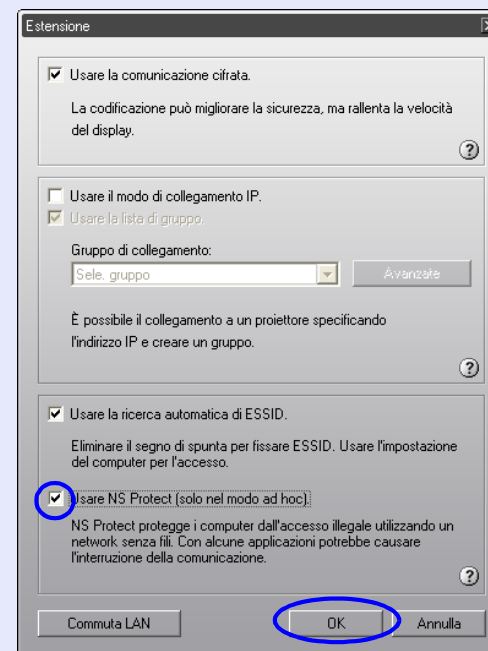 Estensione
Usare la comunicazione cifrata.
La codificazione può migliorare la sicurezza, ma rallenta la velocità
del display.
?
Usare il modo di collegamento IP.
Usare la lista di gruppo.
Gruppo di collegamento:
Sele. gruppo
Avanzate
È possibile il collegamento a un proiettore specificando
l'indirizzo IP e creare un gruppo.
?
Usare la ricerca automatica di ESSID.
Eliminare il segno di spunta per fissare ESSID. Usare l'impostazione
del computer per l'accesso.
Usare NS Protect (solo nel modo ad hoc).
NS Protect protegge i computer dall'accesso illegale utilizzando un
network senza fili. Con alcune applicazioni potrebbe causare
l'interruzione della comunicazione.
?
Commuta LAN OK Annulla